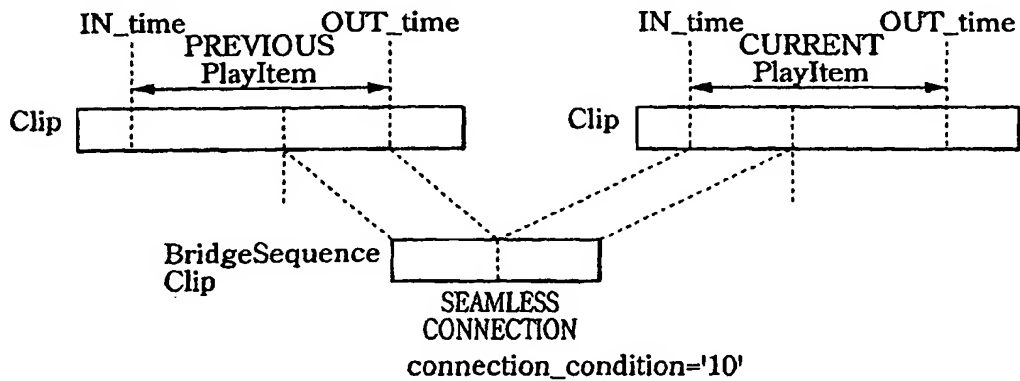 IN_time
OUT_time
PREVIOUS
PlayItem
Clip
IN_time
OUT_time
CURRENT
PlayItem
Clip
BridgeSequence
Clip
SEAMLESS
CONNECTION
connection_condition='10'